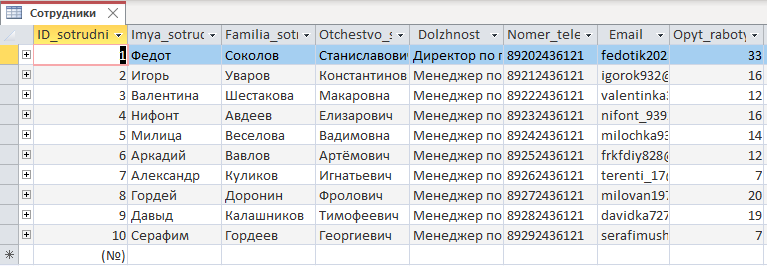 Сотрудники
ID_sotrudni Imya_sotrud Familia_soti Otchestvo_s Dolzhnost Nomer_tele Email Opyt_raboty
1 Федот Соколов Станиславови Директор по п 89202436121 fedotik202 33
2 Игорь Уваров Константинов Менеджер по 89212436121 igorok932@ 16
3 Валентина Шестакова Макаровна Менеджер по 89222436121 valentinka 12
4 Нифонт Авдеев Елизарович Менеджер по 89232436121 nifont_939 16
5 Милица Веселова Вадимовна Менеджер по 89242436121 milochka93 14
6 Аркадий Вавлов Артёмович Менеджер по 89252436121 frkfdiy828@ 12
7 Александр Куликов Игнатьевич Менеджер по 89262436121 terenti_17@ 7
8 Гордей Доронин Фролович Менеджер по 89272436121 milovan197 20
9 Давыд Калашников Тимофеевич Менеджер по 89282436121 davidka727 19
10 Серафим Гордеев Георгиевич Менеджер по 89292436121 serafimush 7
(№)